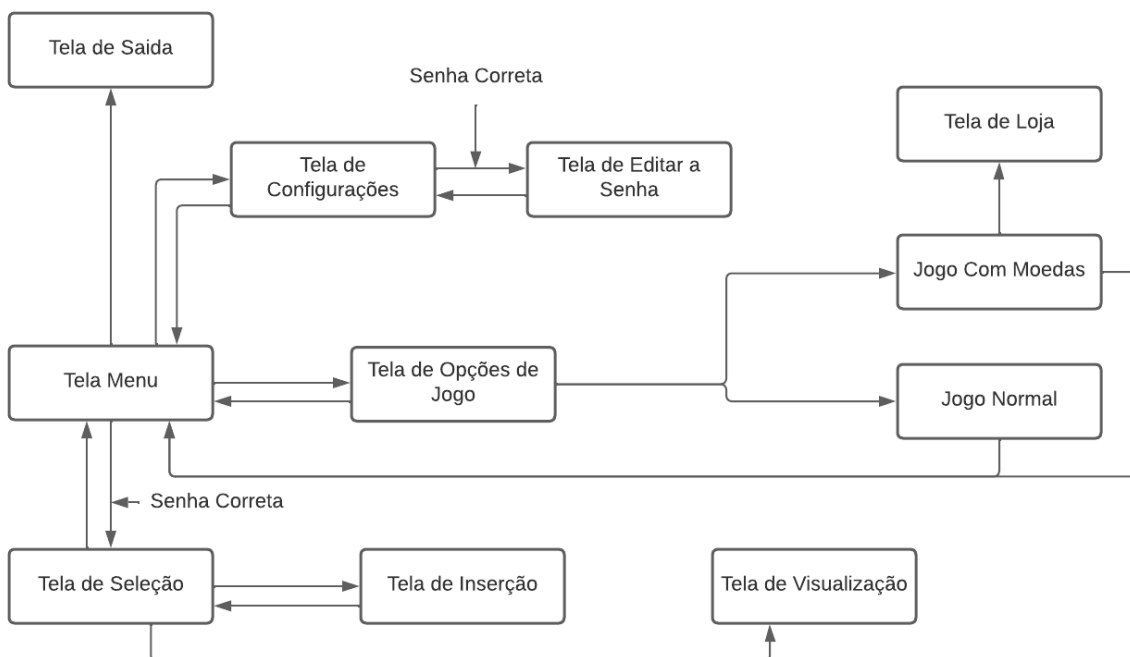 Tela de Saida
Senha Correta
Tela de Loja
Tela de
Configurações
Tela de Editar a
Senha
Jogo Com Moedas
Tela Menu
Tela de Opções de
Jogo
Jogo Normal
Senha Correta
Tela de Seleção
Tela de Inserção
Tela de Visualização